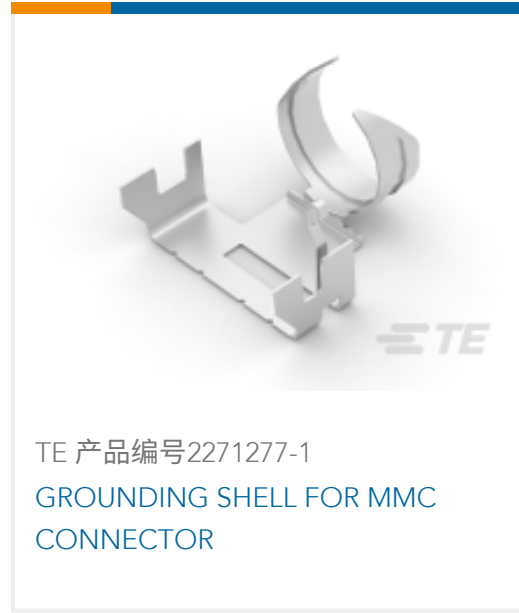 TE
TE 产品编号2271277-1
GROUNDING SHELL FOR MMC
CONNECTOR